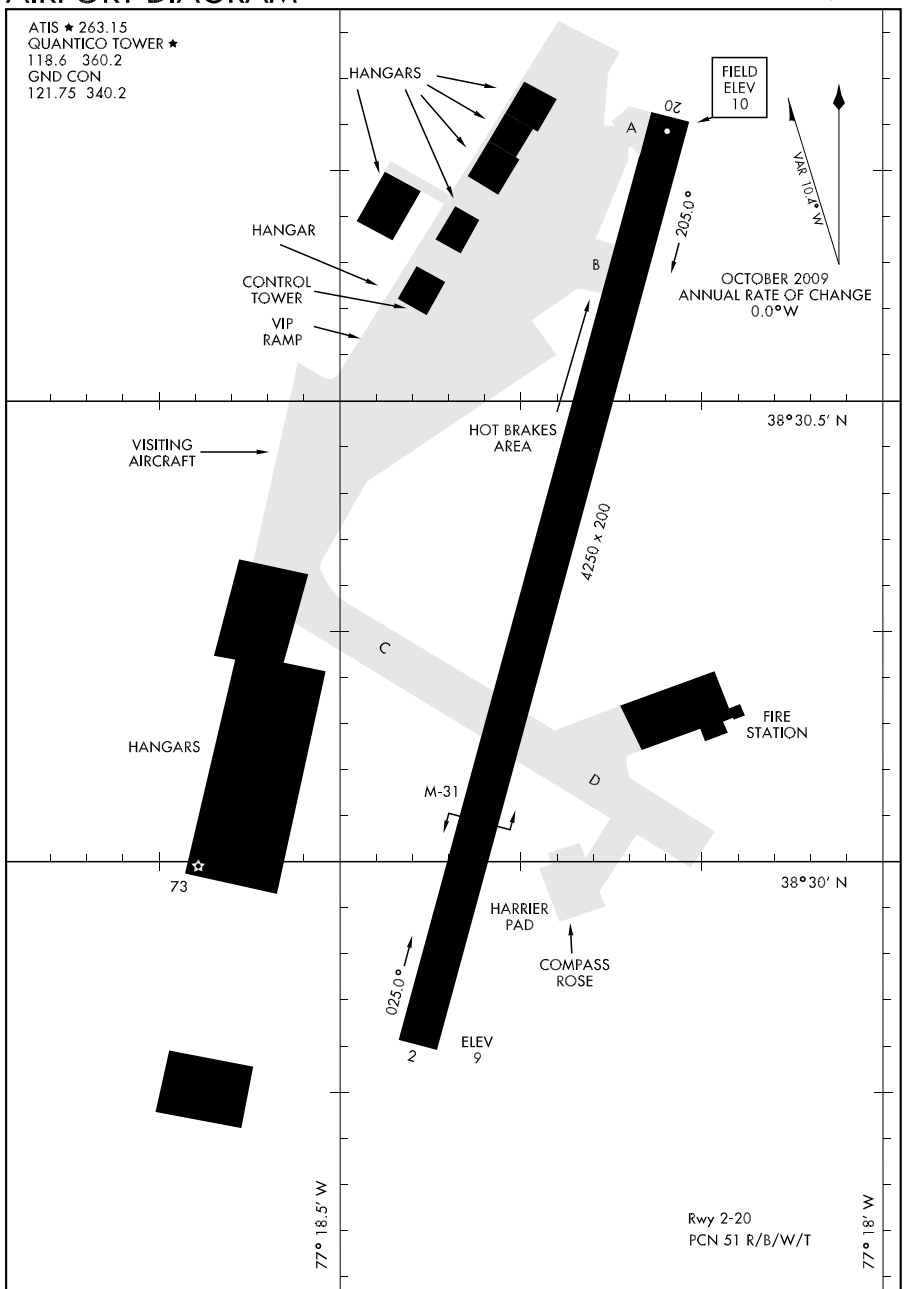 AIRPORT DIAGRAM
ATIS ★ 263.15
QUANTICO TOWER ★
118.6 360.2
GND CON
121.75 340.2
HANGARS
FIELD
ELEV
10
A
20
VAR 10.4° W
205.0°
HANGAR
B
CONTROL
TOWER
OCTOBER 2009
ANNUAL RATE OF CHANGE
0.0° W
VIP
RAMP
38° 30.5' N
HOT BRAKES
AREA
VISITING
AIRCRAFT
4250 x 200
C
FIRE
STATION
HANGARS
D
M-31
73
38° 30' N
HARRIER
PAD
COMPASS
ROSE
025.0°
2
ELEV
9
77° 18.5' W
77° 18' W
Rwy 2-20
PCN 51 R/B/W/T